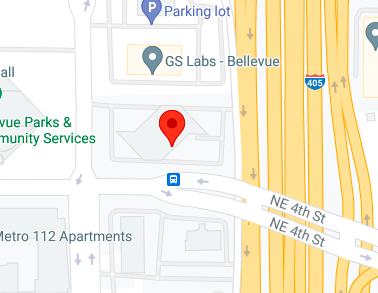 Parking lot
GS Labs - Bellevue
all
405
vue Parks &
munity Services
NE 4th St
NE 4th St
Metro 112 Apartments